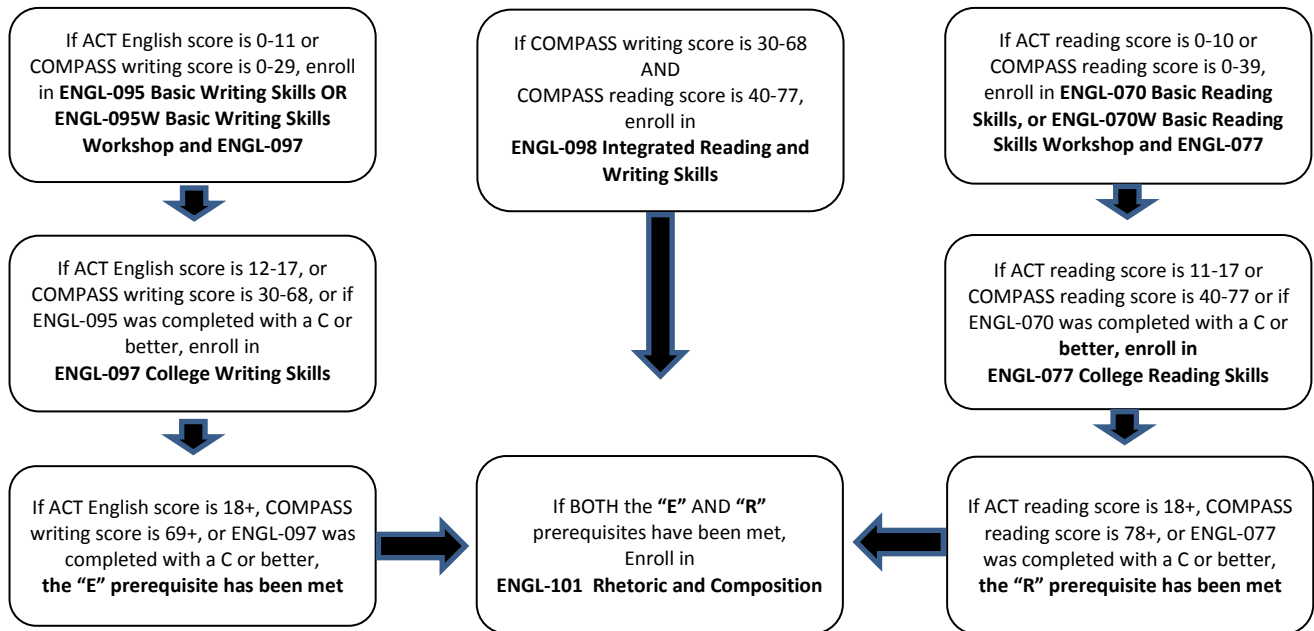 If ACT English score is 0-11 or
COMPASS writing score is 0-29, enroll
in ENGL-095 Basic Writing Skills OR
ENGL-095W Basic Writing Skills
Workshop and ENGL-097
If COMPASS writing score is 30-68
AND
COMPASS reading score is 40-77,
enroll in
ENGL-098 Integrated Reading and
Writing Skills
If ACT reading score is 0-10 or
COMPASS reading score is 0-39,
enroll in ENGL-070 Basic Reading
Skills, or ENGL-070W Basic Reading
Skills Workshop and ENGL-077
If ACT English score is 12-17, or
COMPASS writing score is 30-68, or if
ENGL-095 was completed with a C or
better, enroll in
ENGL-097 College Writing Skills
If ACT reading score is 11-17 or
COMPASS reading score is 40-77 or if
ENGL-070 was completed with a C or
better, enroll in
ENGL-077 College Reading Skills
If ACT English score is 18+, COMPASS
writing score is 69+, or ENGL-097 was
completed with a C or better,
the “E” prerequisite has been met
If BOTH the “E” AND “R”
prerequisites have been met,
Enroll in
ENGL-101 Rhetoric and Composition
If ACT reading score is 18+, COMPASS
reading score is 78+, or ENGL-077
was completed with a C or better,
the “R” prerequisite has been met